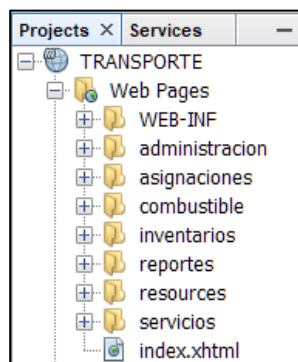 Projects × Services
TRANSPORTE
Web Pages
WEB-INF
administracion
asignaciones
combustible
inventarios
reportes
resources
servicios
index.xhtml